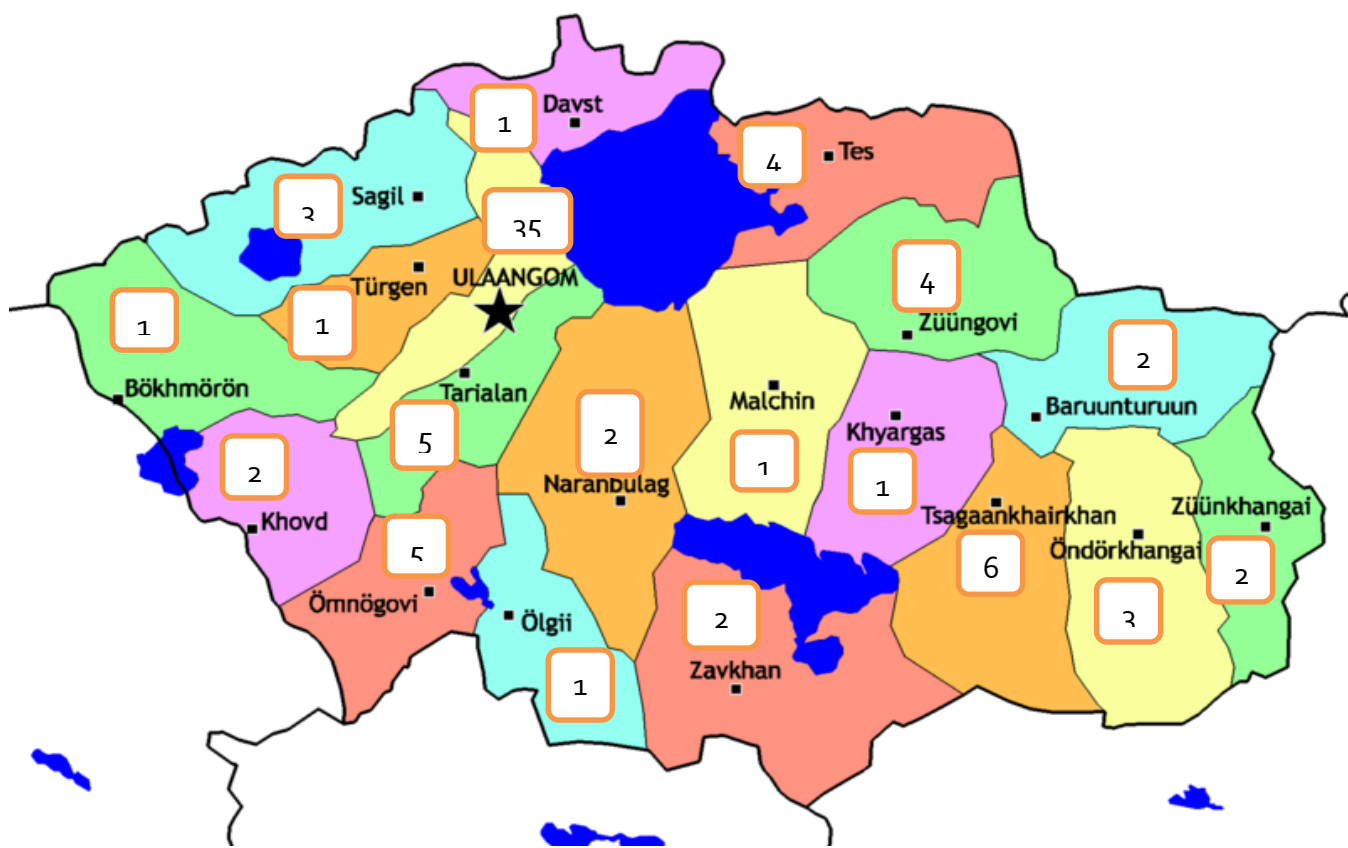 Davst
1
Tes
4
Sagil
3
35
Türgen
ULAANGOM
1
1
4
Züüngovi
2
Bökhmörön
Tarialan
Malchin
Baruunturuun
Khyargas
5
2
2
1
1
Naranbulag
Khovd
Tsagaankhairkhan
Züünkhangai
Öndörkhangai
5
6
2
Ömnögovi
Ölgii
2
3
Zavkhan
1